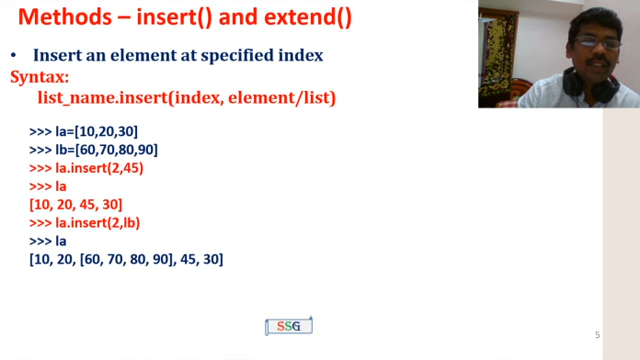 Methods – insert() and extend()
• Insert an element at specified index
Syntax:
list_name.insert(index, element/list)
>>> la=[10,20,30]
>>> lb=[60,70,80,90]
>>> la.insert(2,45)
>>> la
[10, 20, 45, 30]
>>> la.insert(2,lb)
>>> la
[10, 20, [60, 70, 80, 90], 45, 30]
SSG
5